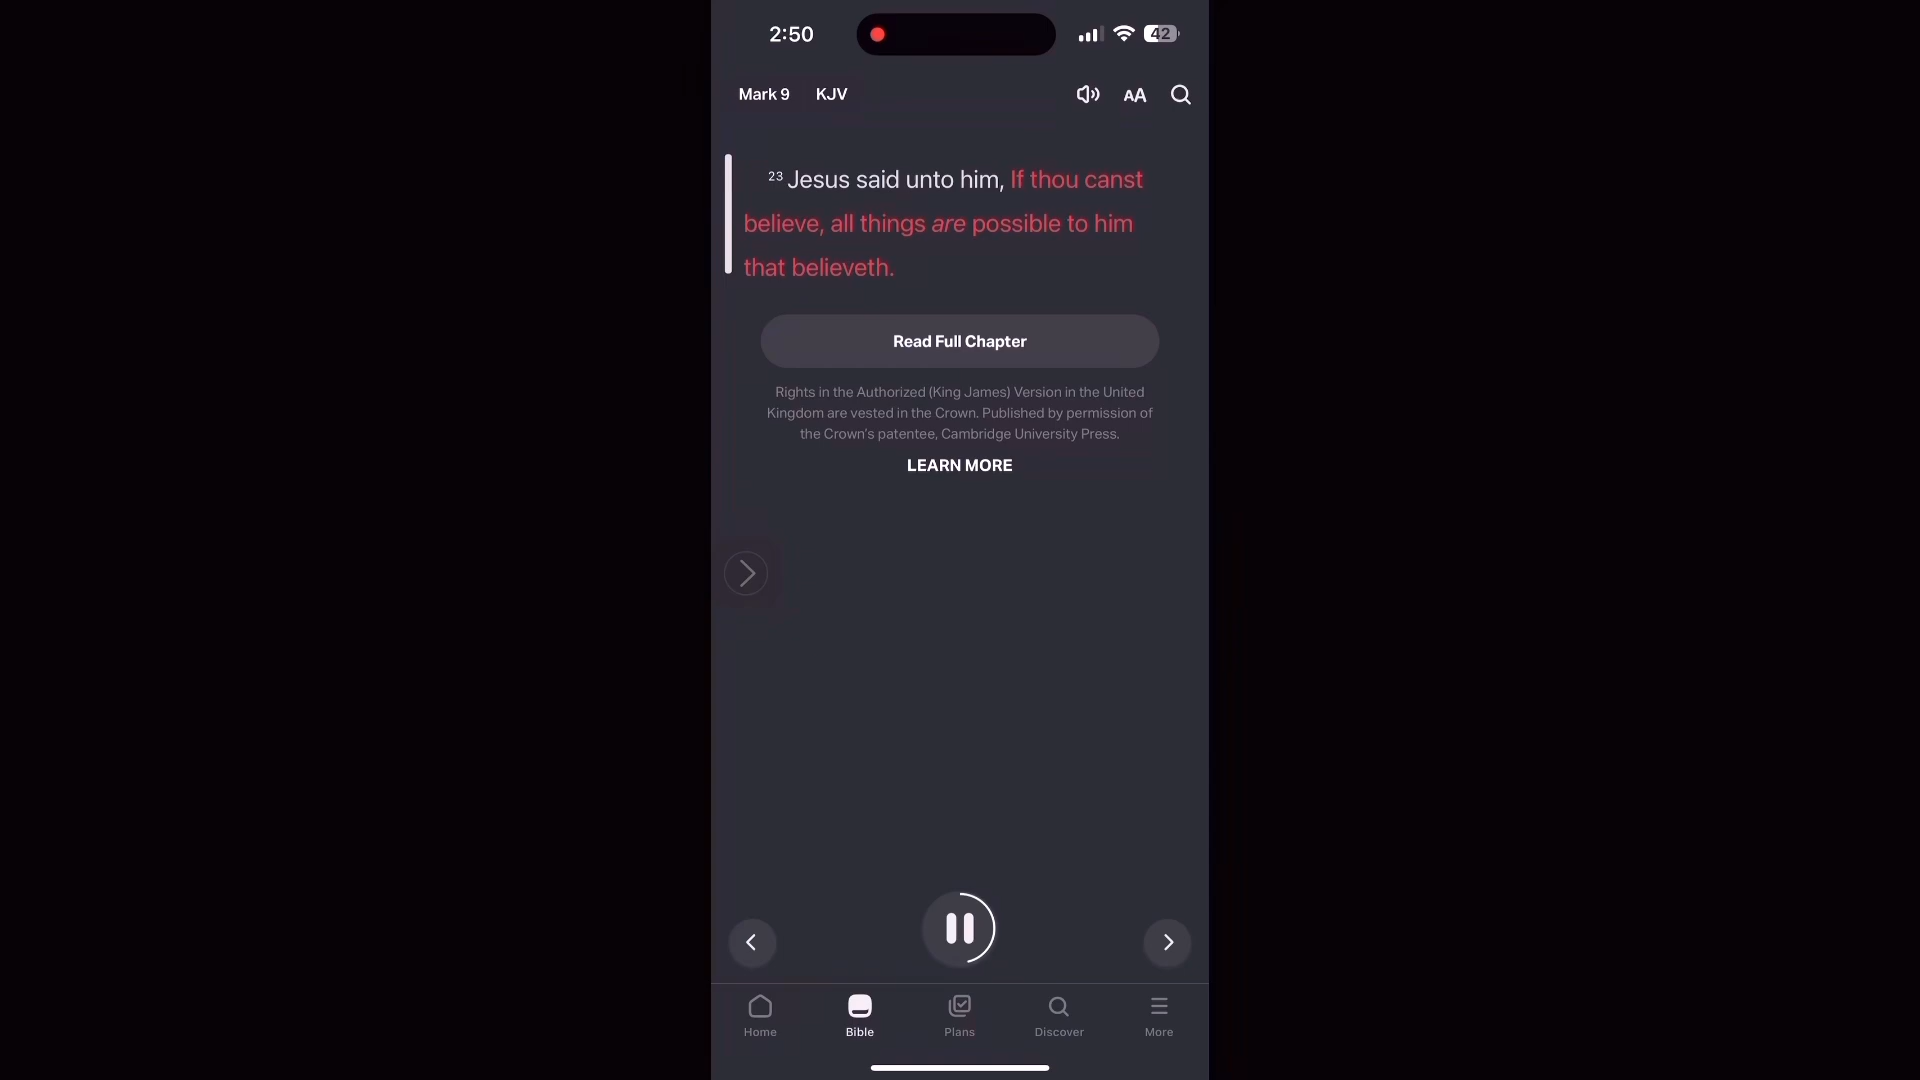 2:50
42
Mark 9 KJV
AA
23 Jesus said unto him, If thou canst
believe, all things are possible to him
that believeth.
Read Full Chapter
Rights in the Authorized (King James) Version in the United
Kingdom are vested in the Crown. Published by permission of
the Crown's patentee, Cambridge University Press.
LEARN MORE
Home Bible Plans Discover More